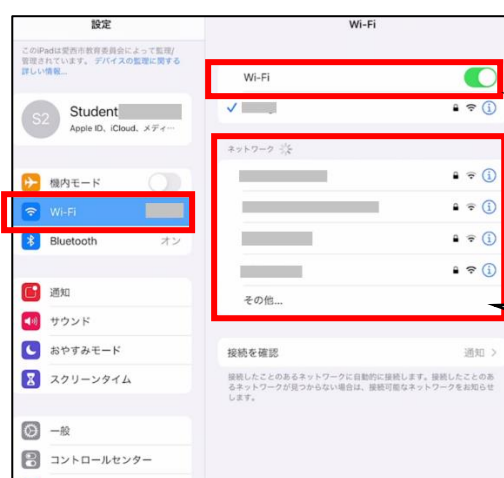 設定
このiPadは愛西市教育委員会によって監理/
管理されています。デバイスの監理に関する
詳しい情報...
S2
Student
Apple ID、iCloud、メディ…
機内モード
Wi-Fi
Bluetooth
オン
通知
サウンド
おやすみモード
スクリーンタイム
一般
コントロールセンター
Wi-Fi
Wi-Fi
ネットワーク
その他...
接続を確認
通知
接続したことのあるネットワークに自動的に接続します。接続したことのあ
るネットワークが見つからない場合は、接続可能なネットワークをお知らせ
します。